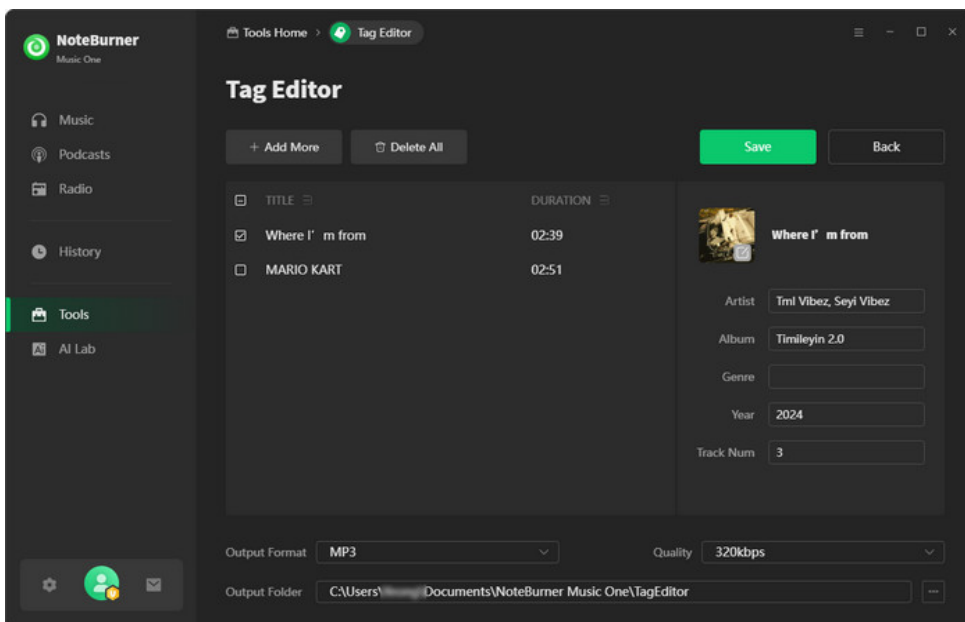 NoteBurner
Music One
Music
Podcasts
Radio
History
Tools
AI Lab
Tools Home > Tag Editor
Tag Editor
+ Add More
Delete All
Save
Back
TITLE
DURATION
Where I’ m from
02:39
MARIO KART
02:51
Where I’ m from
Artist
Tml Vibez, Seyi Vibez
Album
Timileyin 2.0
Genre
Year
2024
Track Num
3
Output Format
MP3
Quality
320kbps
Output Folder
C:\Users\ Documents\NoteBurner Music One\TagEditor